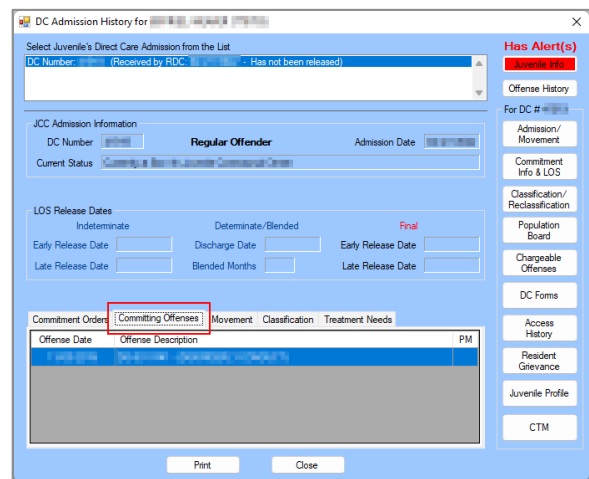 DC Admission History for
Select Juvenile's Direct Care Admission from the List
Has Alert(s)
DC Number: (Received by RDC: - Has not been released)
Juvenile Info
Offense History
For DC #
JCC Admission Information
DC Number Regular Offender Admission Date
Current Status
Admission/
Movement
Commitment
Info & LOS
Classification/
Reclassification
LOS Release Dates
Indeterminate Determinate/Blended Final
Early Release Date Discharge Date Early Release Date
Late Release Date Blended Months Late Release Date
Population
Board
Chargeable
Offenses
DC Forms
Commitment Orders Committing Offenses Movement Classification Treatment Needs
Offense Date Offense Description PM
Access
History
Resident
Grievance
Juvenile Profile
CTM
Print Close